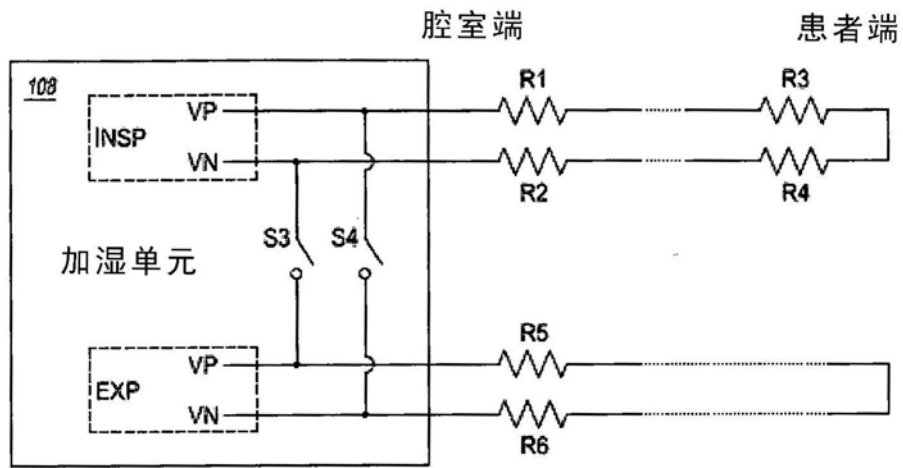 腔室端 患者端
108
R1 R3
VP
INSP
VN
R2 R4
S3 S4
加湿单元
R5
VP
EXP
VN
R6